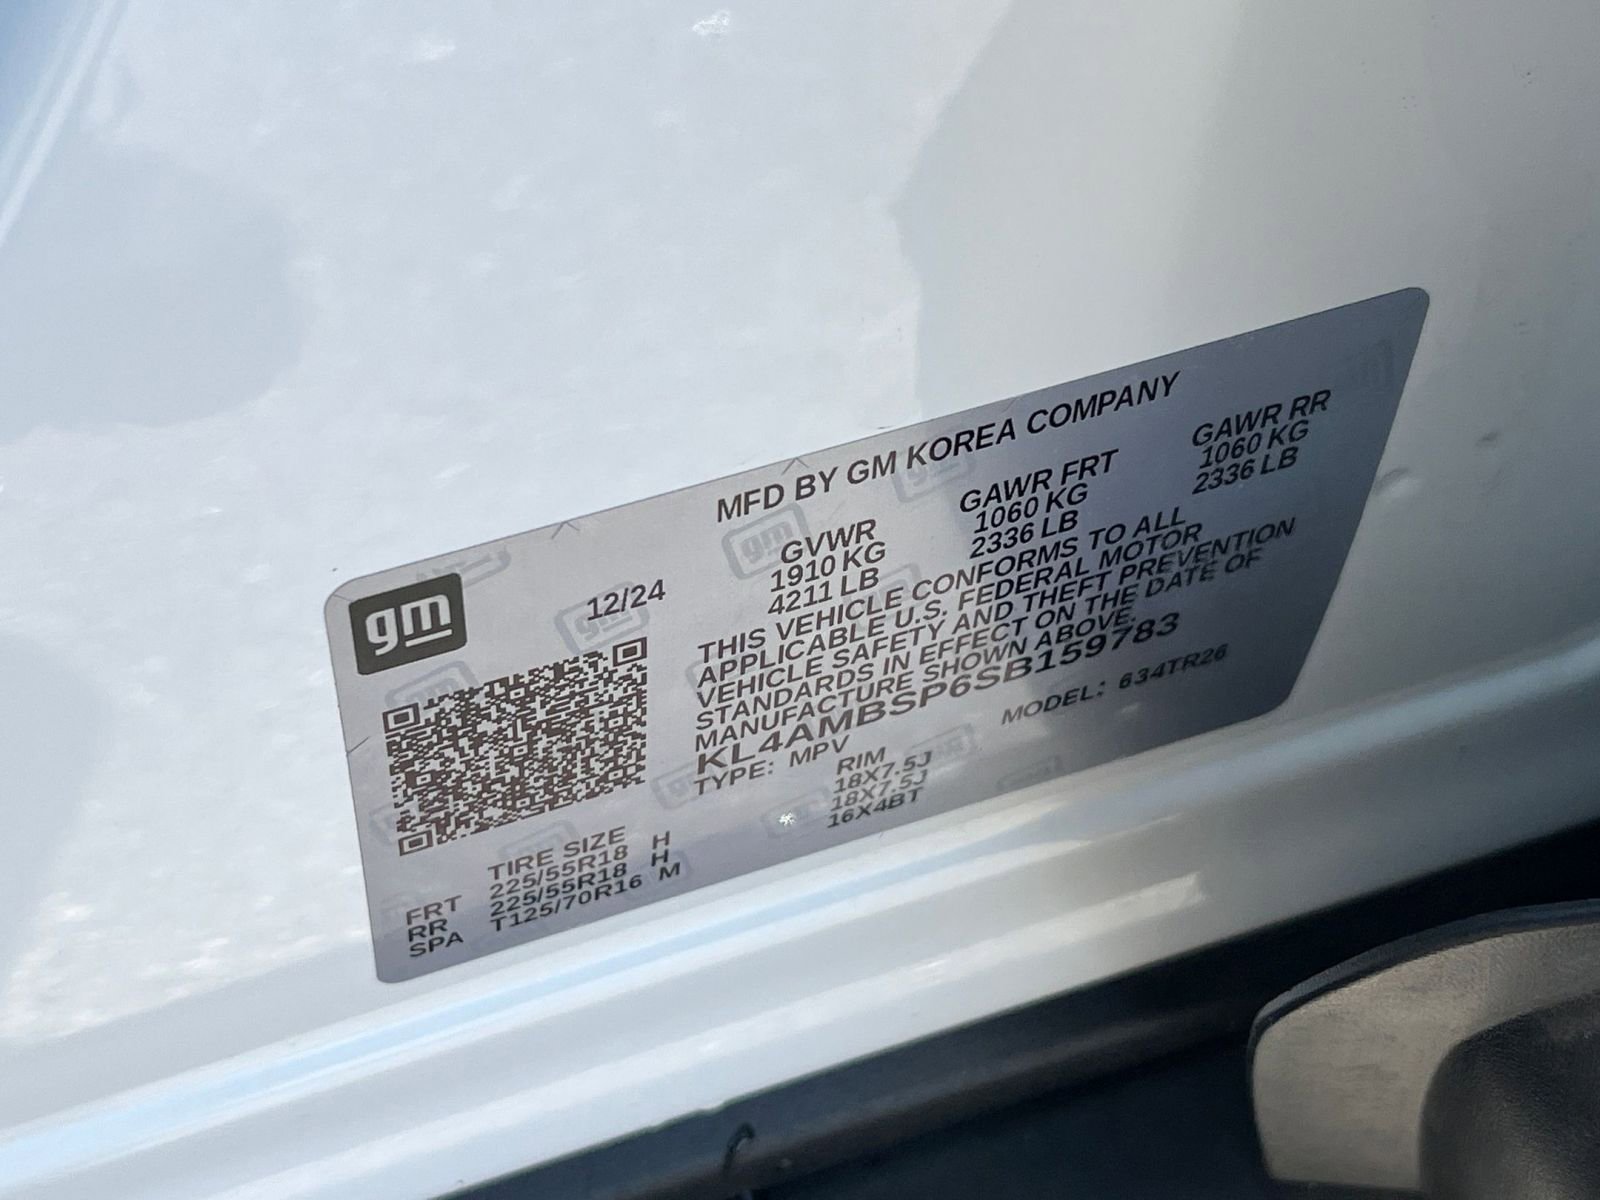 gm
12/24
MFD BY GM KOREA COMPANY
GVWR GAWR FRT GAWR RR
1910 KG 1060 KG 1060 KG
4211 LB 2336 LB 2336 LB
THIS VEHICLE CONFORMS TO ALL
APPLICABLE U.S. FEDERAL MOTOR
VEHICLE SAFETY AND THEFT PREVENTION
STANDARDS IN EFFECT ON THE DATE OF
MANUFACTURE SHOWN ABOVE.
KL4AMBSP6SB159783
TYPE: MPV MODEL: 634TR26
TIRE SIZE RIM
FRT 225/55R18 H 18X7.5J
RR 225/55R18 H 18X7.5J
SPA T125/70R16 M 16X4BT